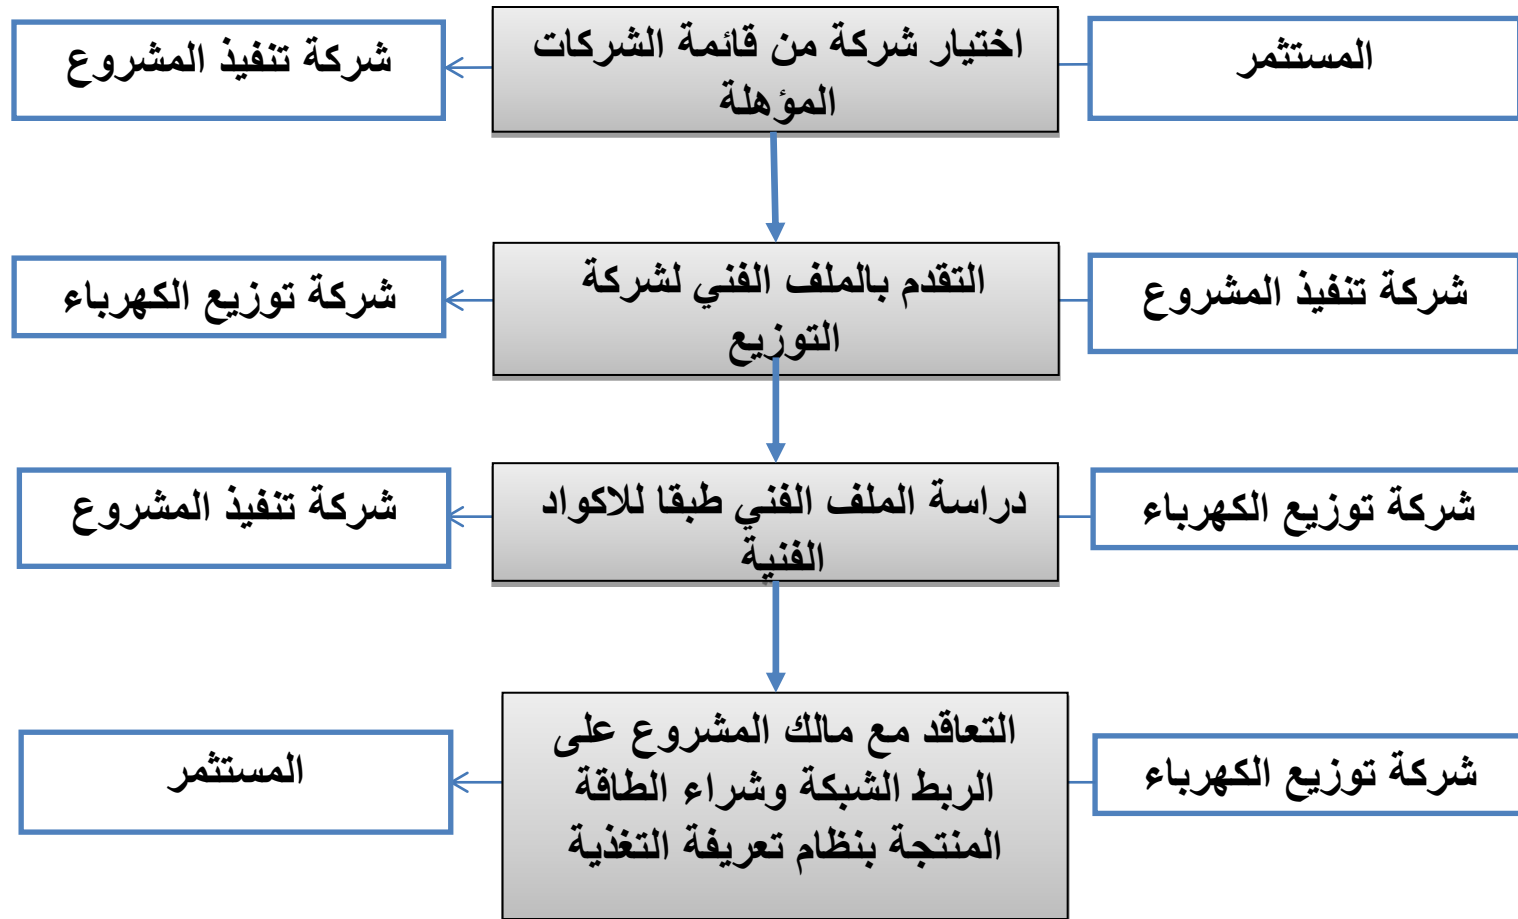 المستثمر
اختيار شركة من قائمة الشركات
المؤهلة
شركة تنفيذ المشروع
شركة تنفيذ المشروع
التقدم بالملف الفني لشركة
التوزيع
شركة توزيع الكهرباء
شركة توزيع الكهرباء
دراسة الملف الفني طبقا للاكواد
الفنية
شركة تنفيذ المشروع
شركة توزيع الكهرباء
التعاقد مع مالك المشروع على
الربط الشبكة وشراء الطاقة
المنتجة بنظام تعريفة التغذية
المستثمر